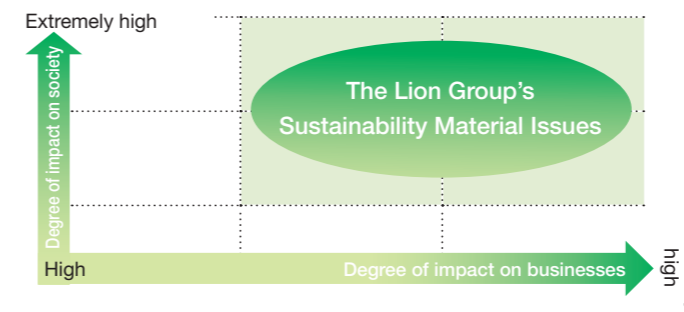 Extremely high
Degree of impact on society
The Lion Group's
Sustainability Material Issues
High
Degree of impact on businesses
high